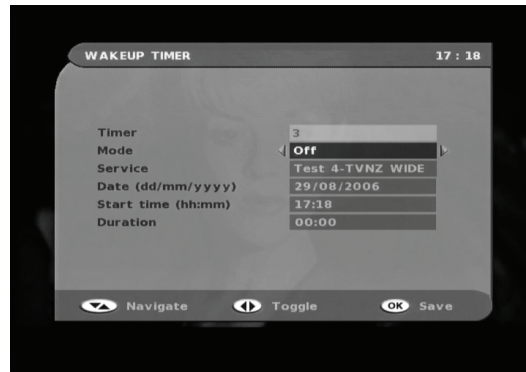 WAKEUP TIMER 17 : 18
Timer 3
Mode Off
Service Test 4-TVNZ WIDE
Date (dd/mm/yyyy) 29/08/2006
Start time (hh:mm) 17:18
Duration 00:00
Navigate Toggle OK Save